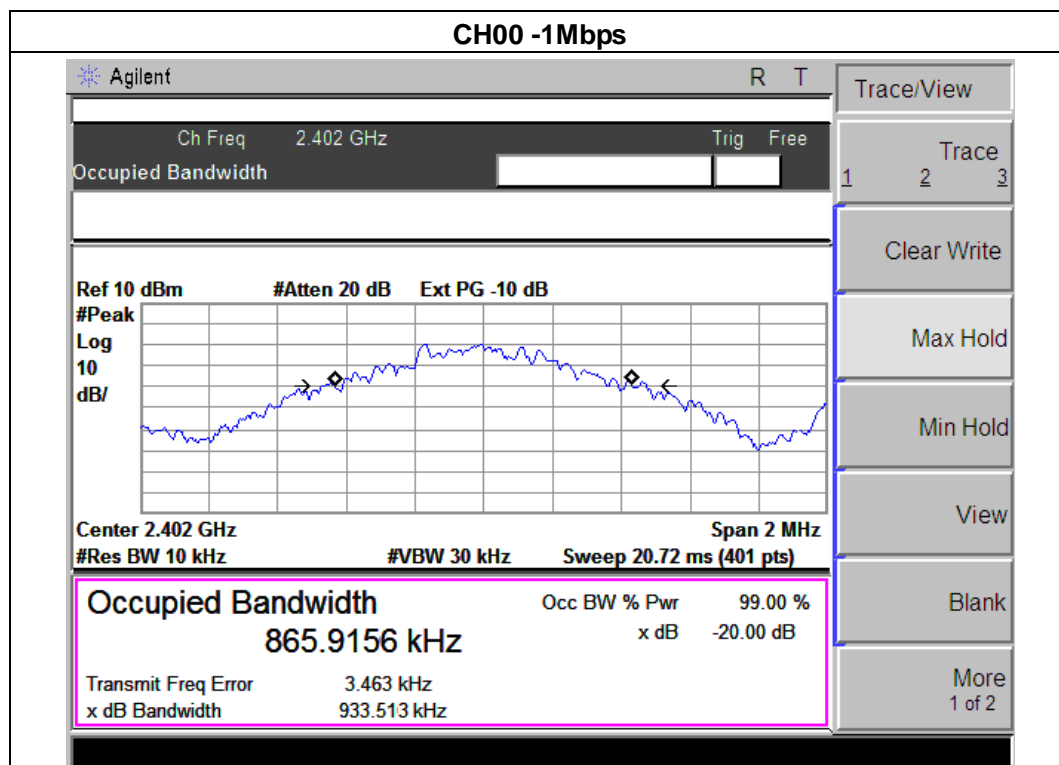 CH00 -1Mbps
Agilent R T
Ch Freq 2.402 GHz Trig Free
Occupied Bandwidth
Ref 10 dBm #Atten 20 dB Ext PG -10 dB
#Peak
Log
10
dB/
Center 2.402 GHz Span 2 MHz
#Res BW 10 kHz #VBW 30 kHz Sweep 20.72 ms (401 pts)
Occupied Bandwidth Occ BW % Pwr 99.00 %
865.9156 kHz x dB -20.00 dB
Transmit Freq Error 3.463 kHz
x dB Bandwidth 933.513 kHz
Trace/View
Trace
1 2 3
Clear Write
Max Hold
Min Hold
View
Blank
More
1 of 2